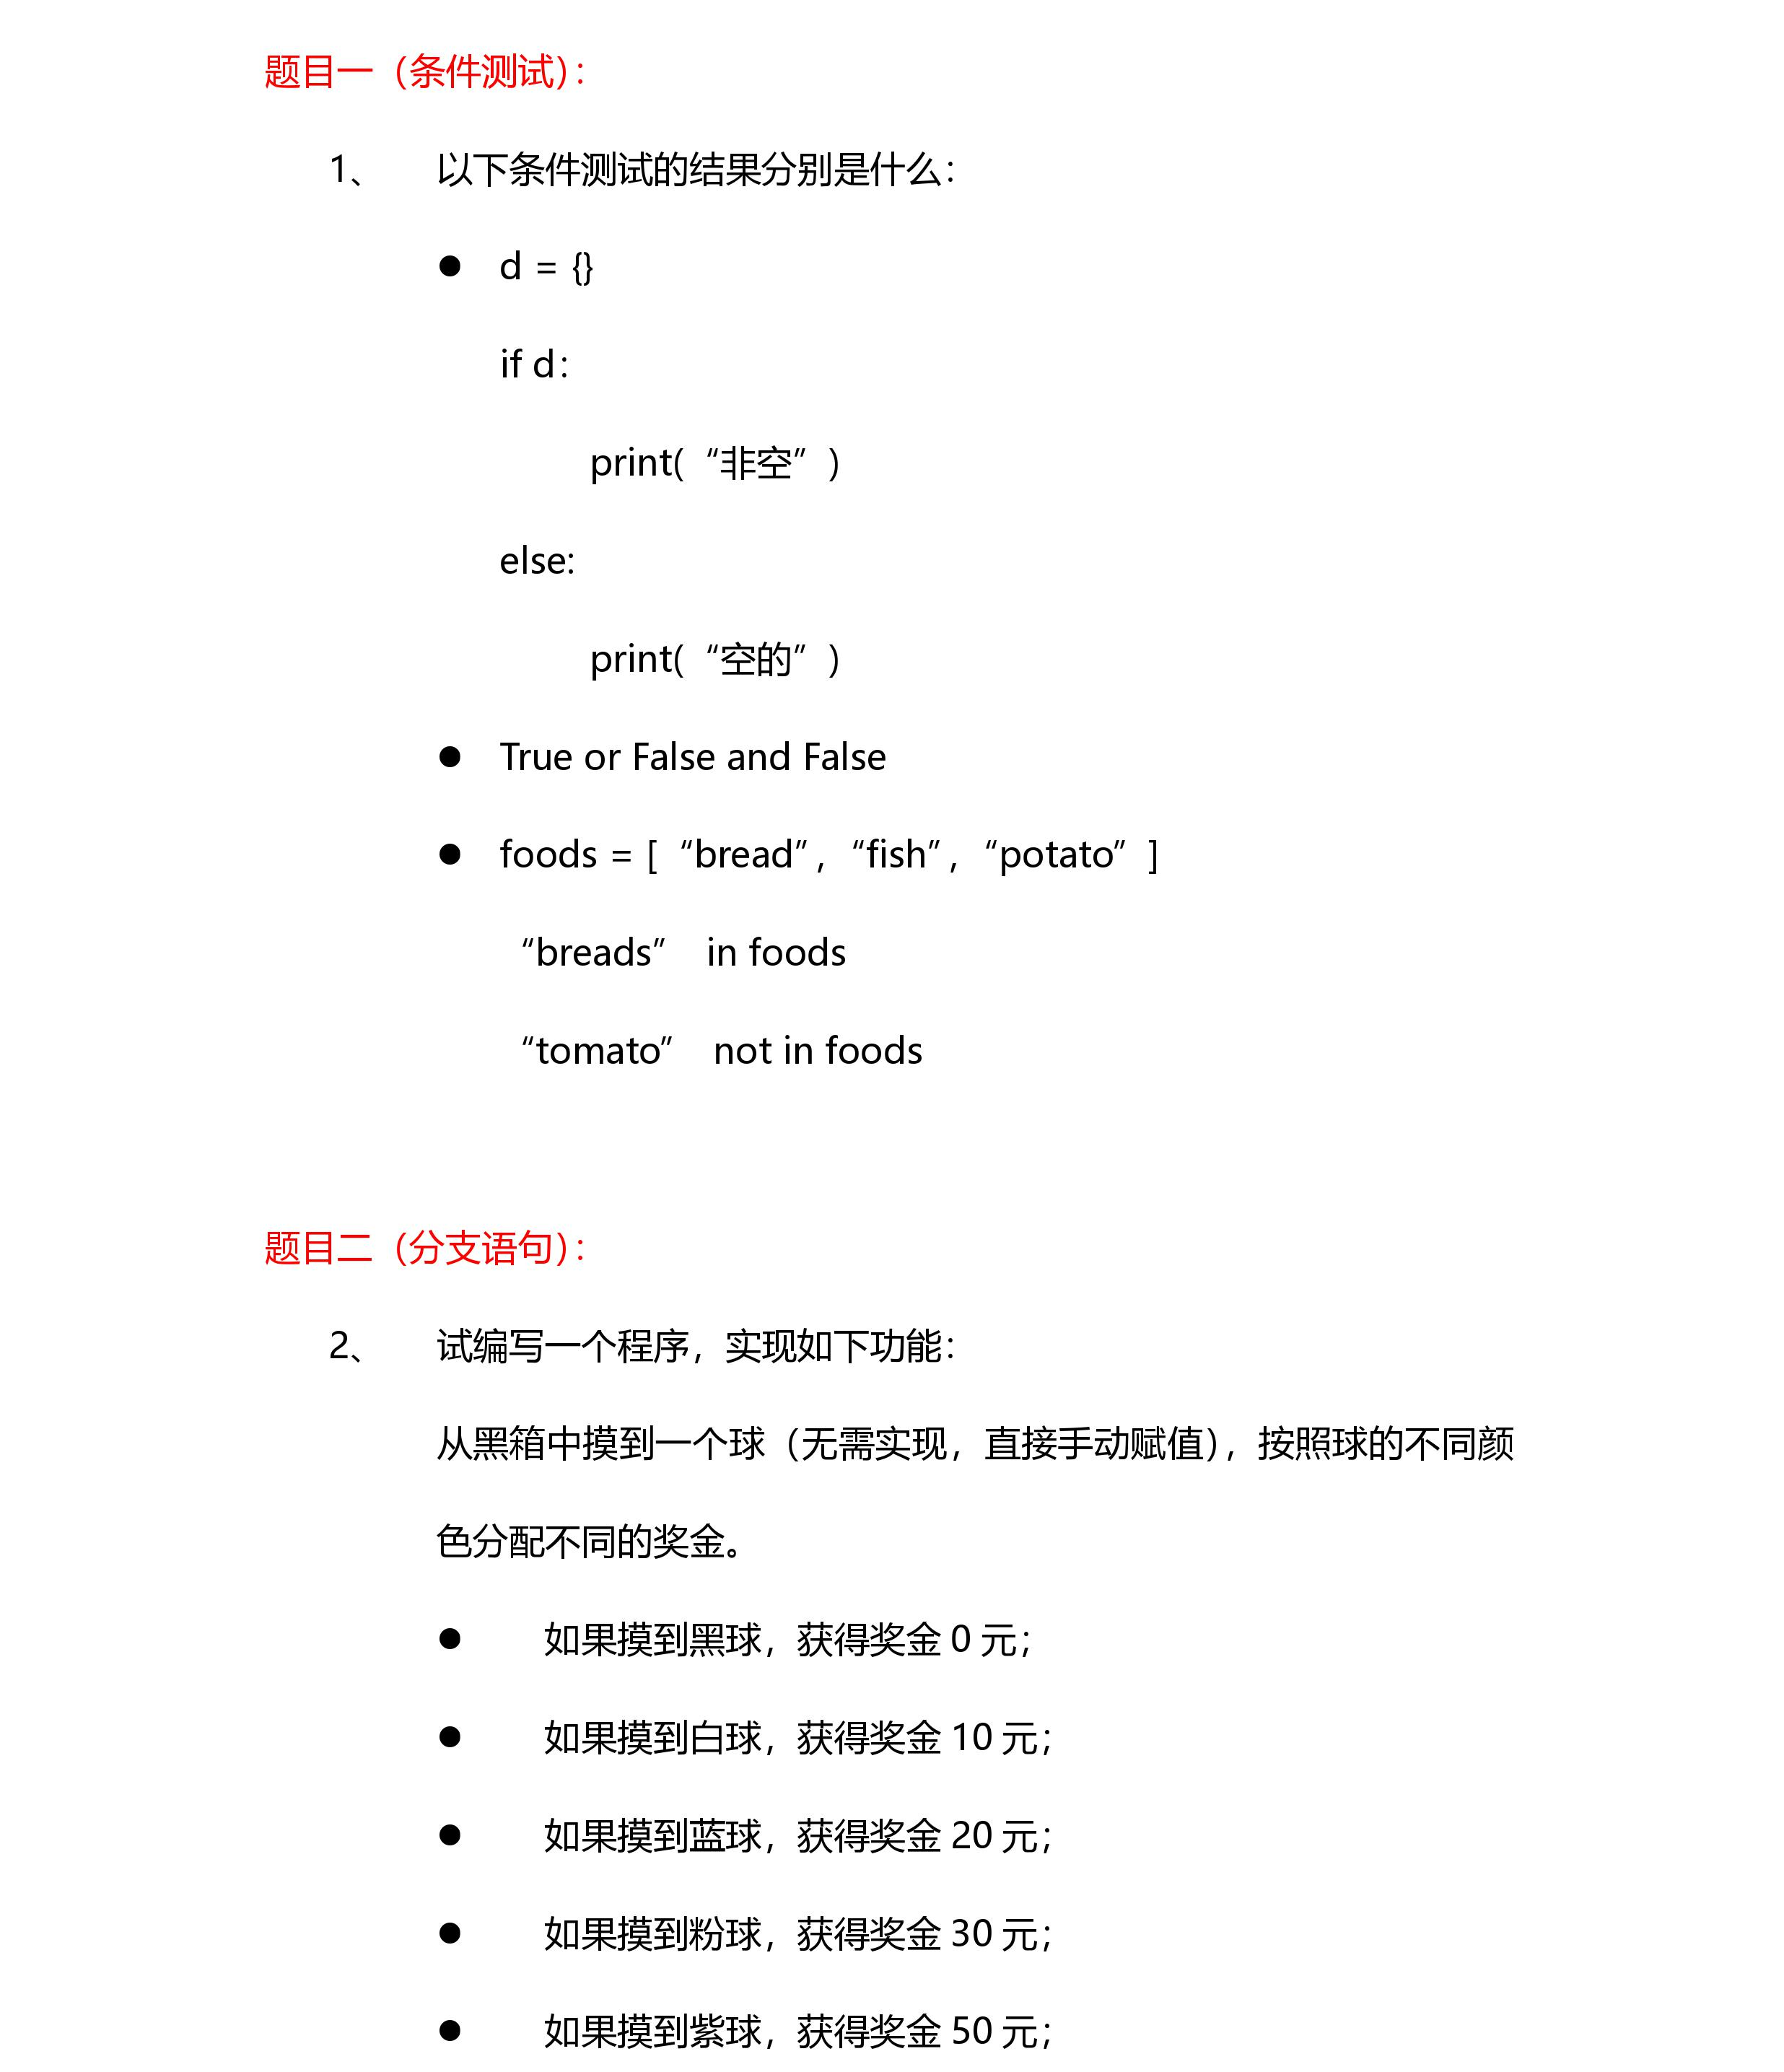 题目一（条件测试）：
1、 以下条件测试的结果分别是什么：
● d = {}
if d：
print(“非空”)
else:
print(“空的”)
● True or False and False
● foods = [“bread”，“fish”，“potato”]
“breads” in foods
“tomato” not in foods
题目二（分支语句）：
2、 试编写一个程序，实现如下功能：
从黑箱中摸到一个球（无需实现，直接手动赋值），按照球的不同颜
色分配不同的奖金。
● 如果摸到黑球，获得奖金 0 元；
● 如果摸到白球，获得奖金 10 元；
● 如果摸到蓝球，获得奖金 20 元；
● 如果摸到粉球，获得奖金 30 元；
● 如果摸到紫球，获得奖金 50 元；